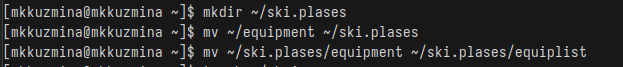 [mkkuzmina@mkkuzmina ~]$ mkdir ~/ski.plases
[mkkuzmina@mkkuzmina ~]$ mv ~/equipment ~/ski.plases
[mkkuzmina@mkkuzmina ~]$ mv ~/ski.plases/equipment ~/ski.plases/equiplist